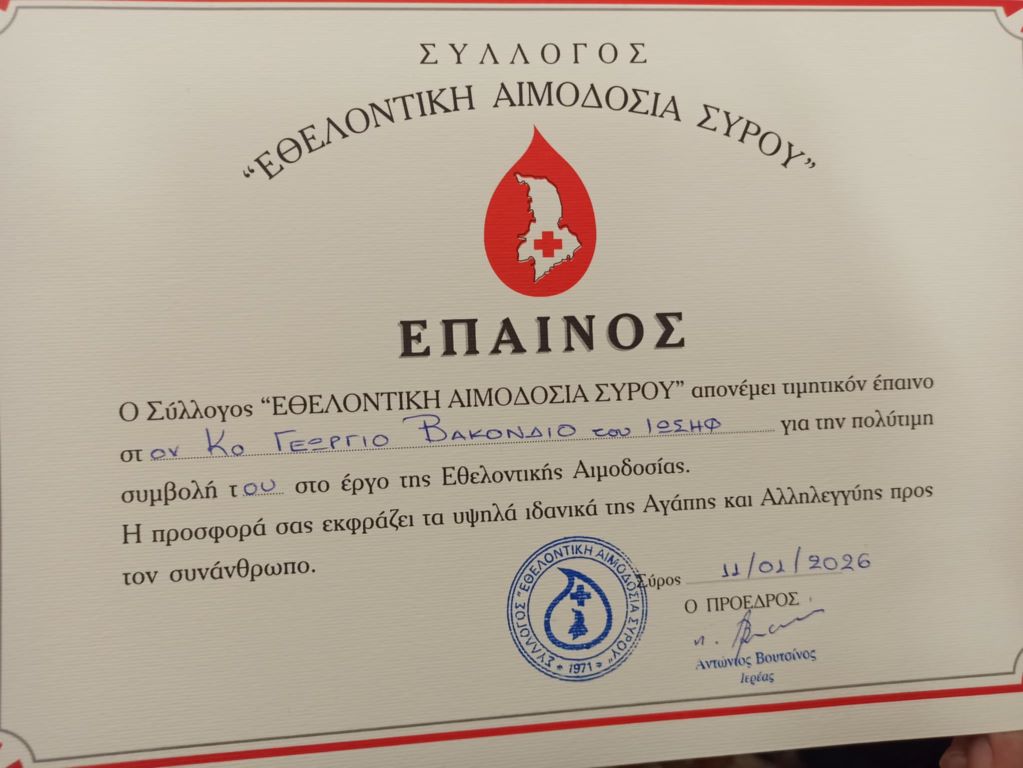 ΣΥΛΛΟΓΟΣ
“ΕΘΕΛΟΝΤΙΚΗ ΑΙΜΟΔΟΣΙΑ ΣΥΡΟΥ”
ΕΠΑΙΝΟΣ
Ο Σύλλογος “ΕΘΕΛΟΝΤΙΚΗ ΑΙΜΟΔΟΣΙΑ ΣΥΡΟΥ” απονέμει τιμητικόν έπαινο
στον Κο ΓΕΩΡΓΙΟ ΒΑΚΟΝΔΙΟ του ΙΩΣΗΦ για την πολύτιμη
συμβολή του στο έργο της Εθελοντικής Αιμοδοσίας.
Η προσφορά σας εκφράζει τα υψηλά ιδανικά της Αγάπης και Αλληλεγγύης προς
τον συνάνθρωπο.
Σύρος 11/01/2026
Ο ΠΡΟΕΔΡΟΣ
Αντώνιος Βουτσίνος
Ιερέας
ΣΥΛΛΟΓΟΣ "ΕΘΕΛΟΝΤΙΚΗ ΑΙΜΟΔΟΣΙΑ ΣΥΡΟΥ"
* 1971 *